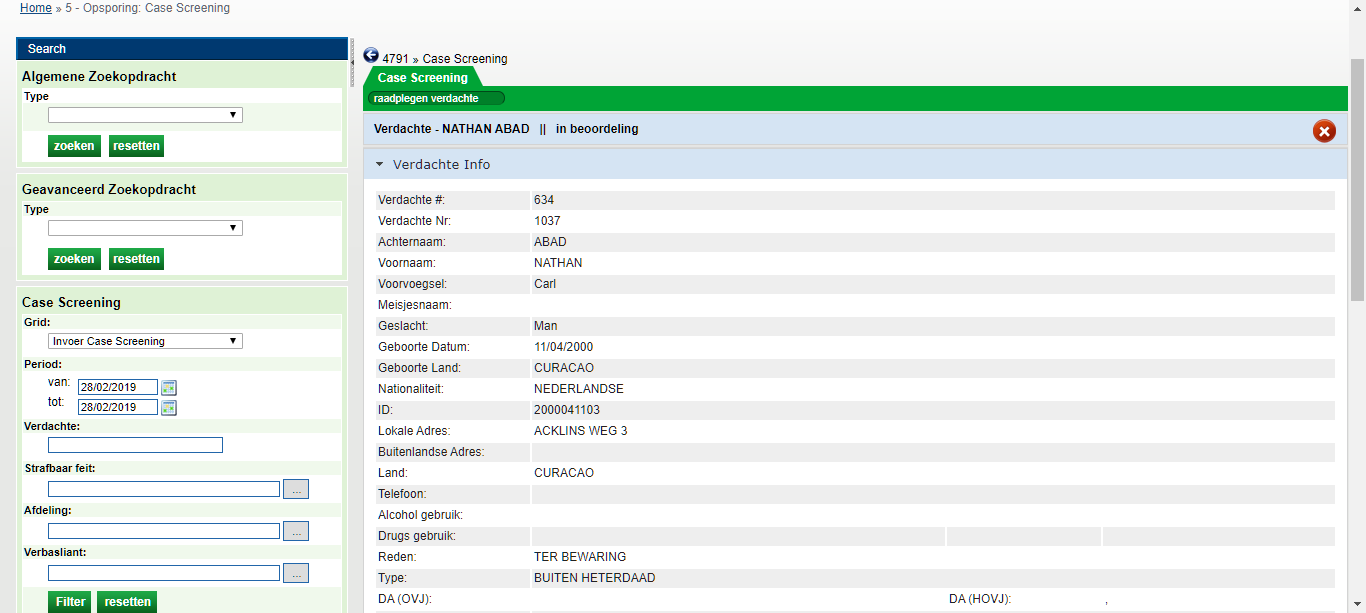 Home » 5 - Opsporing: Case Screening
Search
Algemene Zoekopdracht
Type
zoeken resetten
Geavanceerd Zoekopdracht
Type
zoeken resetten
Case Screening
Grid:
Invoer Case Screening
Period:
van: 28/02/2019
tot: 28/02/2019
Verdachte:
Strafbaar feit:
...
Afdeling:
...
Verbasliant:
...
Filter resetten
4791 » Case Screening
Case Screening
raadplegen verdachte
Verdachte - NATHAN ABAD || in beoordeling
Verdachte Info
Verdachte #: 634
Verdachte Nr: 1037
Achternaam: ABAD
Voornaam: NATHAN
Voorvoegsel: Carl
Meisjesnaam:
Geslacht: Man
Geboorte Datum: 11/04/2000
Geboorte Land: CURACAO
Nationaliteit: NEDERLANDSE
ID: 2000041103
Lokale Adres: ACKLINS WEG 3
Buitenlandse Adres:
Land: CURACAO
Telefoon:
Alcohol gebruik:
Drugs gebruik:
Reden: TER BEWARING
Type: BUITEN HETERDAAD
DA (OVJ): DA (HOVJ): ,